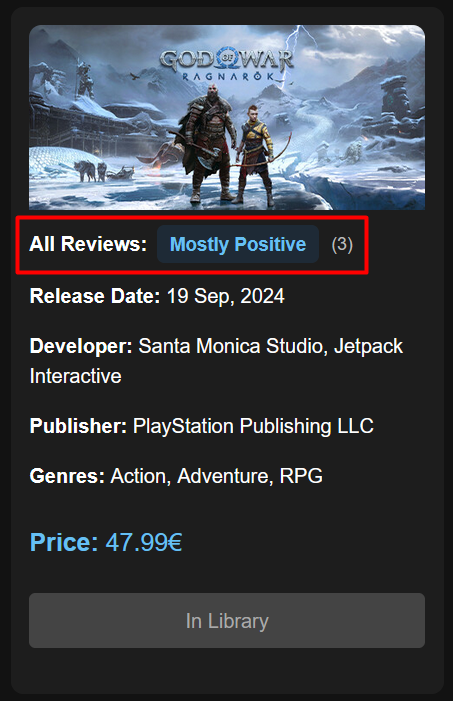 GOD OF WAR
RAGNARÖK
All Reviews: Mostly Positive (3)
Release Date: 19 Sep, 2024
Developer: Santa Monica Studio, Jetpack
Interactive
Publisher: PlayStation Publishing LLC
Genres: Action, Adventure, RPG
Price: 47.99€
In Library